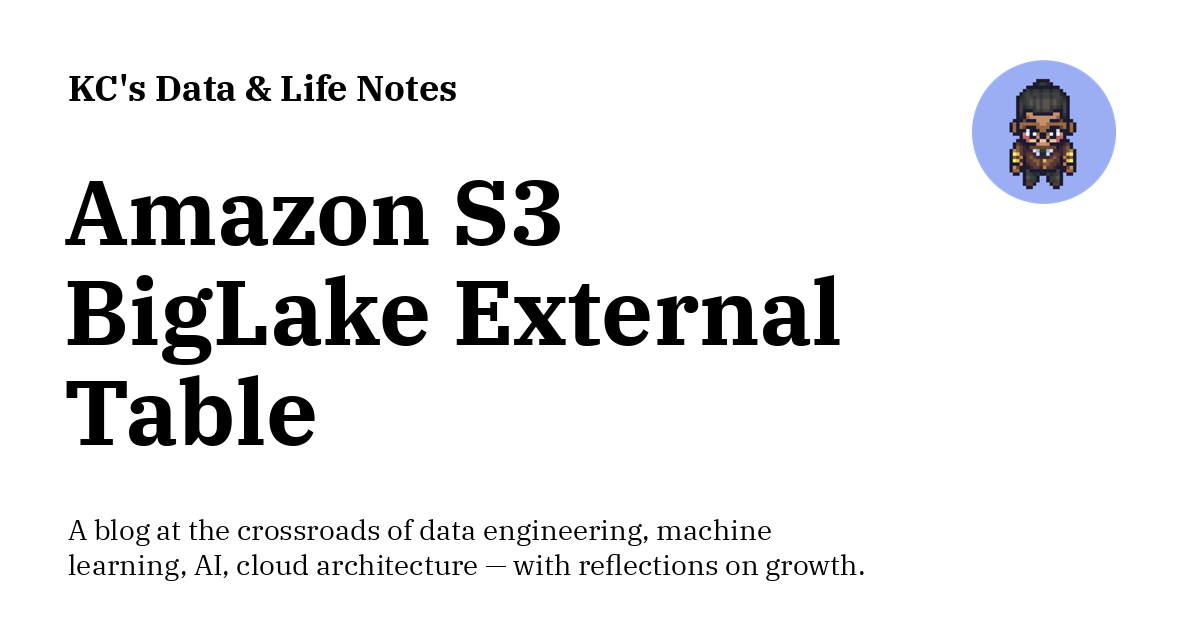 KC's Data & Life Notes
Amazon S3
BigLake External
Table
A blog at the crossroads of data engineering, machine
learning, AI, cloud architecture — with reflections on growth.